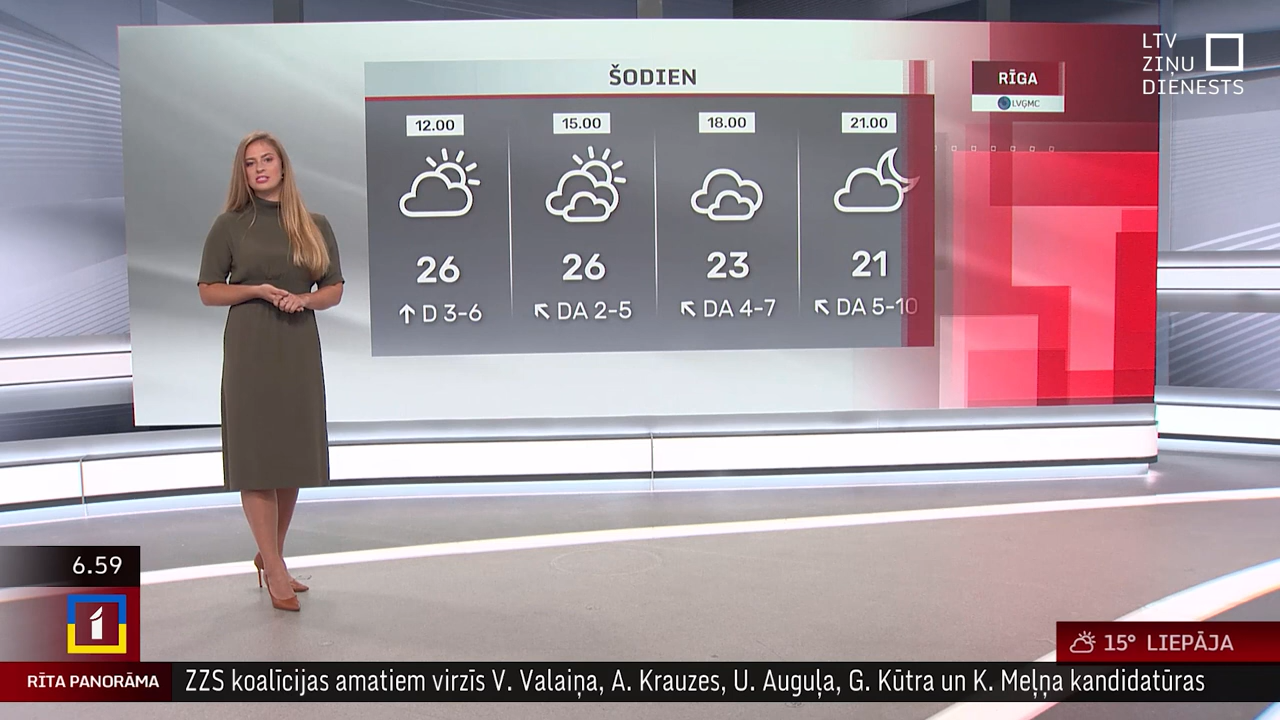 LTV
ZIŅU
DIENESTS
ŠODIEN
RĪGA
LVĢMC
12.00
15.00
18.00
21.00
26
26
23
21
D 3-6
DA 2-5
DA 4-7
DA 5-10
6.59
1
15° LIEPĀJA
RĪTA PANORĀMA
ZZS koalīcijas amatiem virzīs V. Valaiņa, A. Krauzes, U. Auguļa, G. Kūtra un K. Meļņa kandidatūras